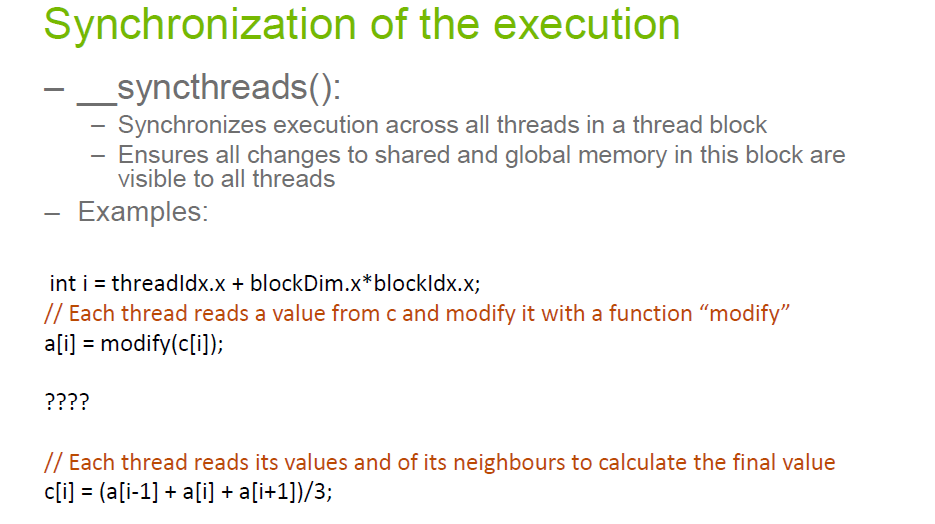 Synchronization of the execution
– __syncthreads():
– Synchronizes execution across all threads in a thread block
– Ensures all changes to shared and global memory in this block are
visible to all threads
– Examples:
int i = threadIdx.x + blockDim.x*blockIdx.x;
// Each thread reads a value from c and modify it with a function “modify”
a[i] = modify(c[i]);
????
// Each thread reads its values and of its neighbours to calculate the final value
c[i] = (a[i-1] + a[i] + a[i+1])/3;